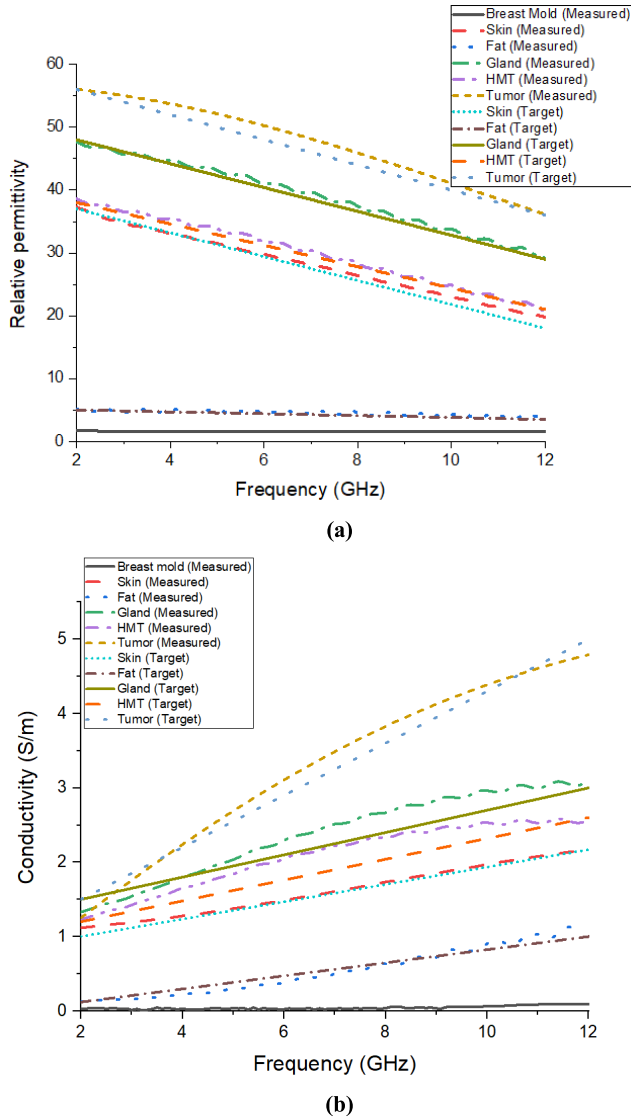 Breast Mold (Measured)
Skin (Measured)
Fat (Measured)
Gland (Measured)
HMT (Measured)
Tumor (Measured)
Skin (Target)
Fat (Target)
Gland (Target)
HMT (Target)
Tumor (Target)
60
50
40
30
20
10
0
Relative permittivity
2
4
6
8
10
12
Frequency (GHz)
(a)
Breast mold (Measured)
Skin (Measured)
Fat (Measured)
Gland (Measured)
HMT (Measured)
Tumor (Measured)
Skin (Target)
Fat (Target)
Gland (Target)
HMT (Target)
Tumor (Target)
5
4
3
2
1
0
Conductivity (S/m)
2
4
6
8
10
12
Frequency (GHz)
(b)